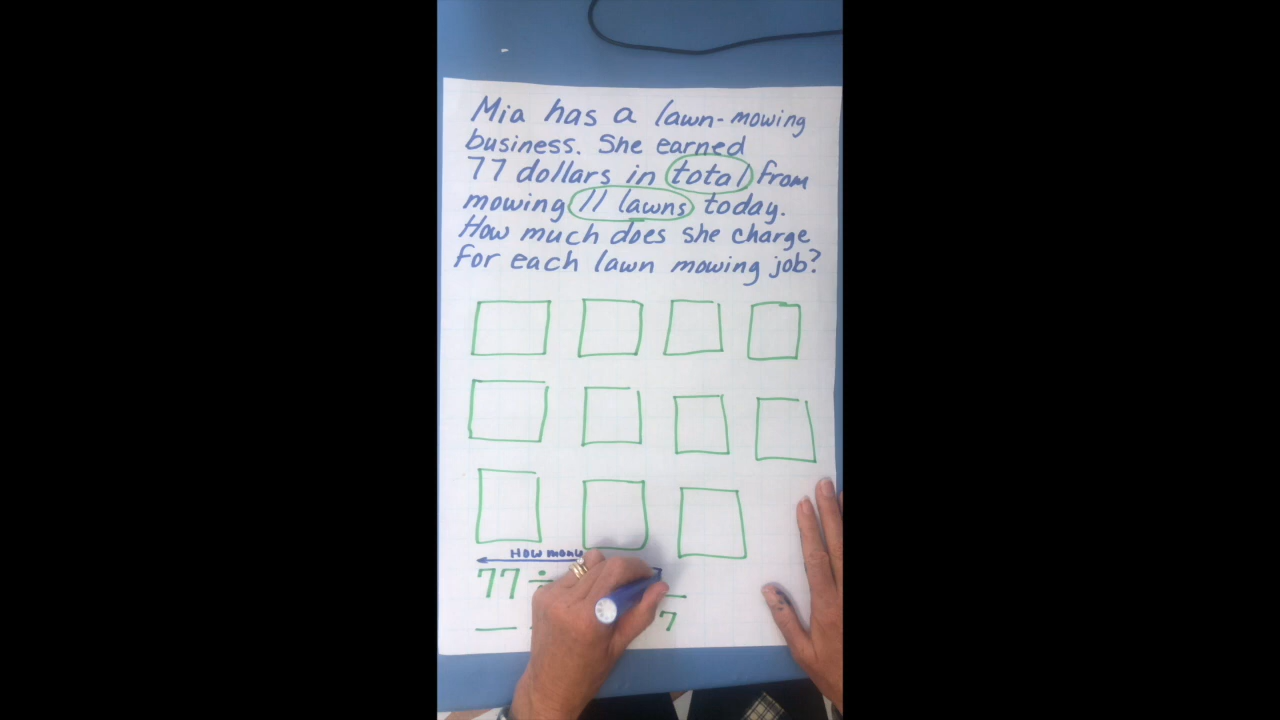 Mia has a lawn-mowing
business. She earned
77 dollars in total from
mowing 11 lawns today.
How much does she charge
for each lawn mowing job?
How many
77 ÷
7